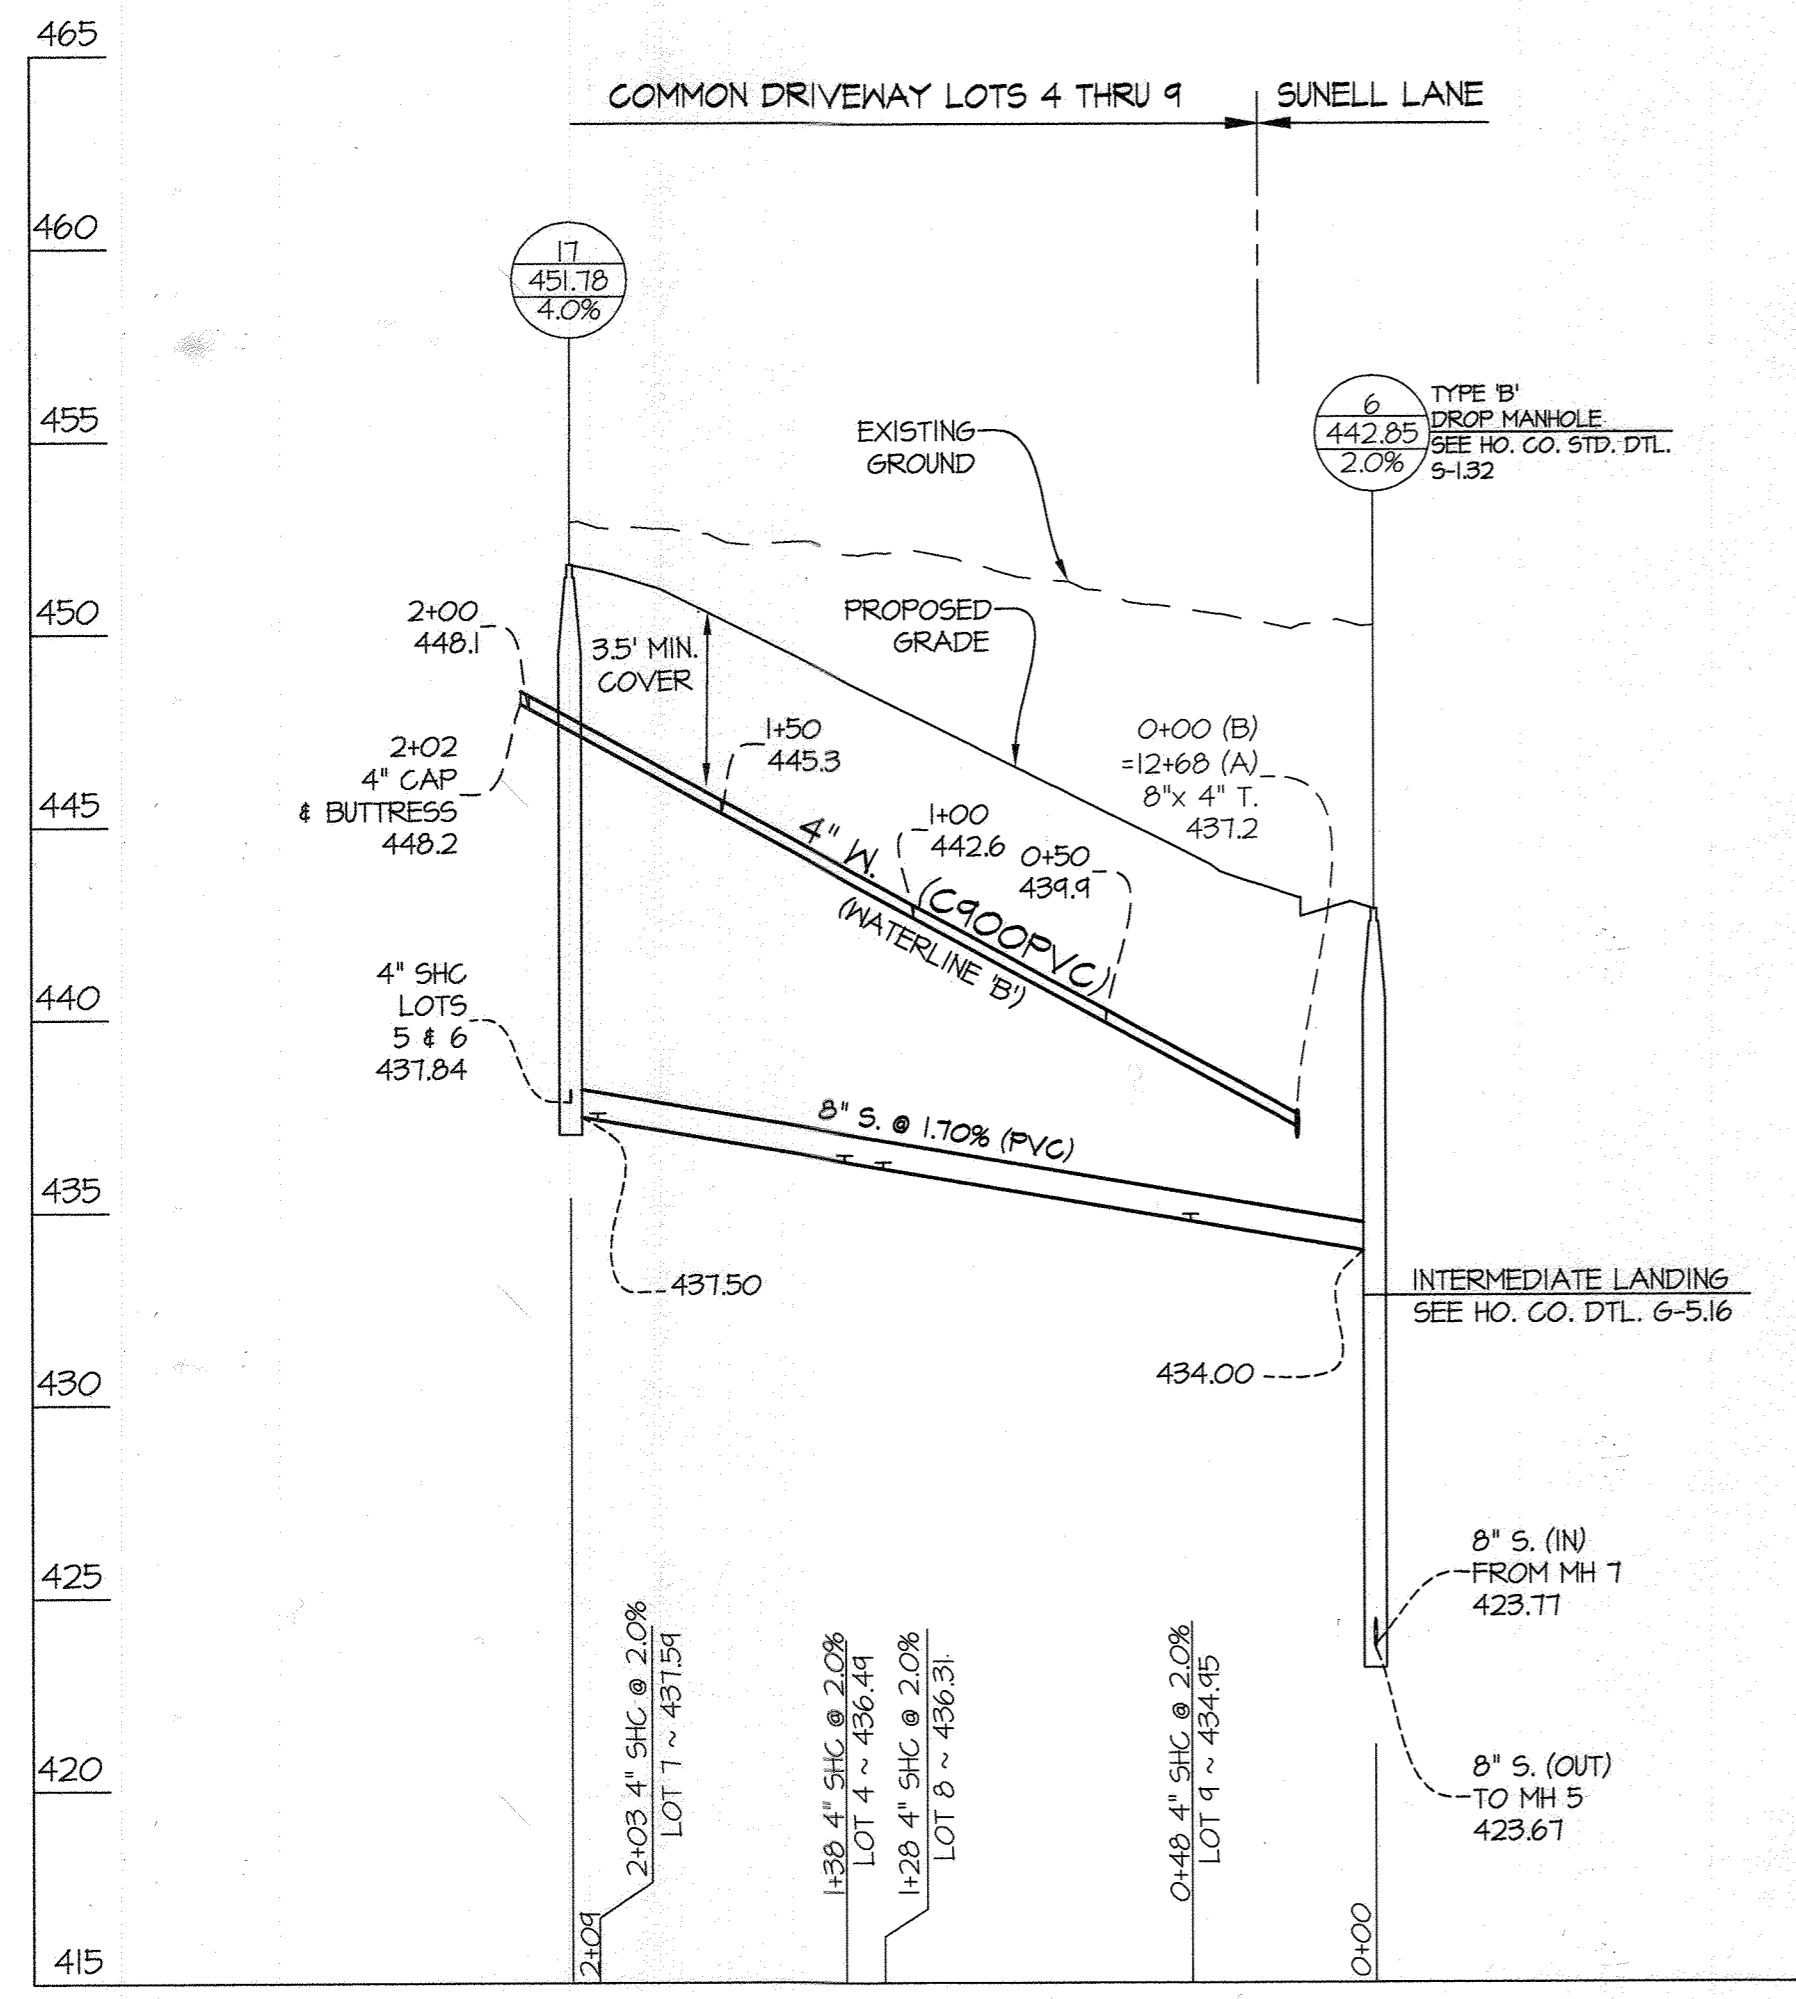 465
COMMON DRIVEWAY LOTS 4 THRU 9
SUNELL LANE
460
17
451.78
4.0%
455
6
442.85
2.0%
TYPE 'B'
DROP MANHOLE
SEE HO. CO. STD. DTL.
S-1.32
EXISTING
GROUND
450
2+00
448.1
3.5' MIN.
COVER
PROPOSED
GRADE
2+02
4" CAP
& BUTTRESS
448.2
1+50
445.3
0+00 (B)
=12+68 (A)
8"x 4" T.
437.2
445
4" W. (C900PVC)
(WATERLINE 'B')
1+00
442.6
0+50
439.9
440
4" SHC
LOTS
5 & 6
437.84
8" S. @ 1.70% (PVC)
435
437.50
INTERMEDIATE LANDING
SEE HO. CO. DTL. G-5.16
434.00
430
8" S. (IN)
FROM MH 7
423.77
425
2+03 4" SHC @ 2.0%
LOT 7 ~ 437.59
1+38 4" SHC @ 2.0%
LOT 4 ~ 436.49
1+28 4" SHC @ 2.0%
LOT 8 ~ 436.31
0+48 4" SHC @ 2.0%
LOT 9 ~ 434.95
8" S. (OUT)
TO MH 5
423.67
420
2+09
0+00
415